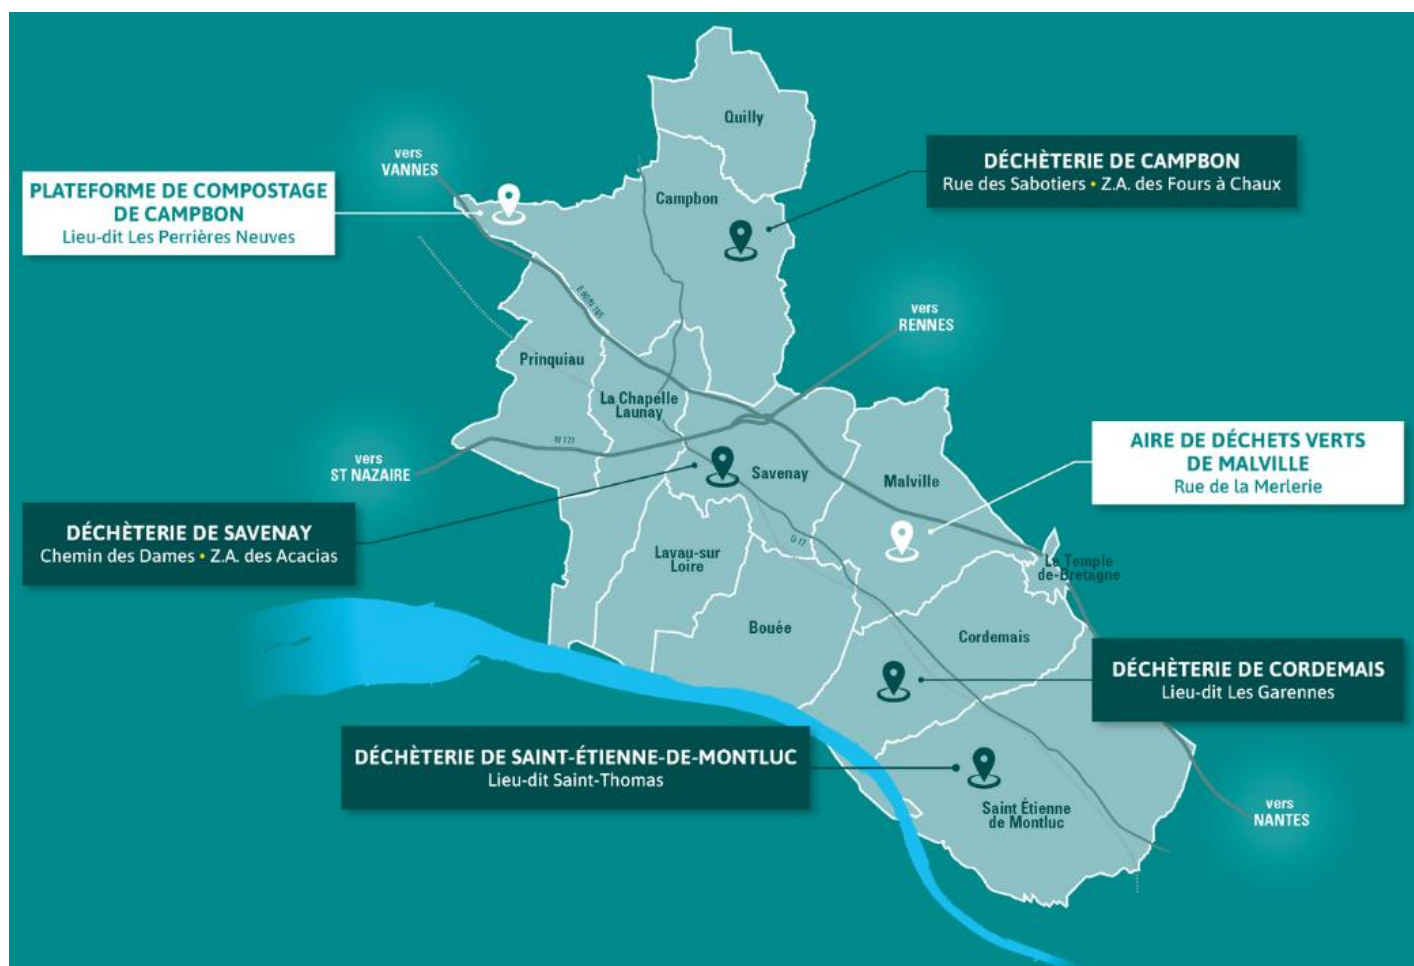 Quilly
vers
VANNES
DÉCHÈTERIE DE CAMPBON
Rue des Sabotiers • Z.A. des Fours à Chaux
PLATEFORME DE COMPOSTAGE
DE CAMPBON
Lieu-dit Les Perrières Neuves
Campbon
E 60/N 165
vers
RENNES
Prinquiau
La Chapelle
Launay
N 171
vers
ST NAZAIRE
Savenay
Malville
AIRE DE DÉCHETS VERTS
DE MALVILLE
Rue de la Merlerie
DÉCHÈTERIE DE SAVENAY
Chemin des Dames • Z.A. des Acacias
D 17
Lavau-sur
Loire
Le Temple
de-Bretagne
Bouée
Cordemais
DÉCHÈTERIE DE CORDEMAIS
Lieu-dit Les Garennes
DÉCHÈTERIE DE SAINT-ÉTIENNE-DE-MONTLUC
Lieu-dit Saint-Thomas
Saint Étienne
de Montluc
vers
NANTES